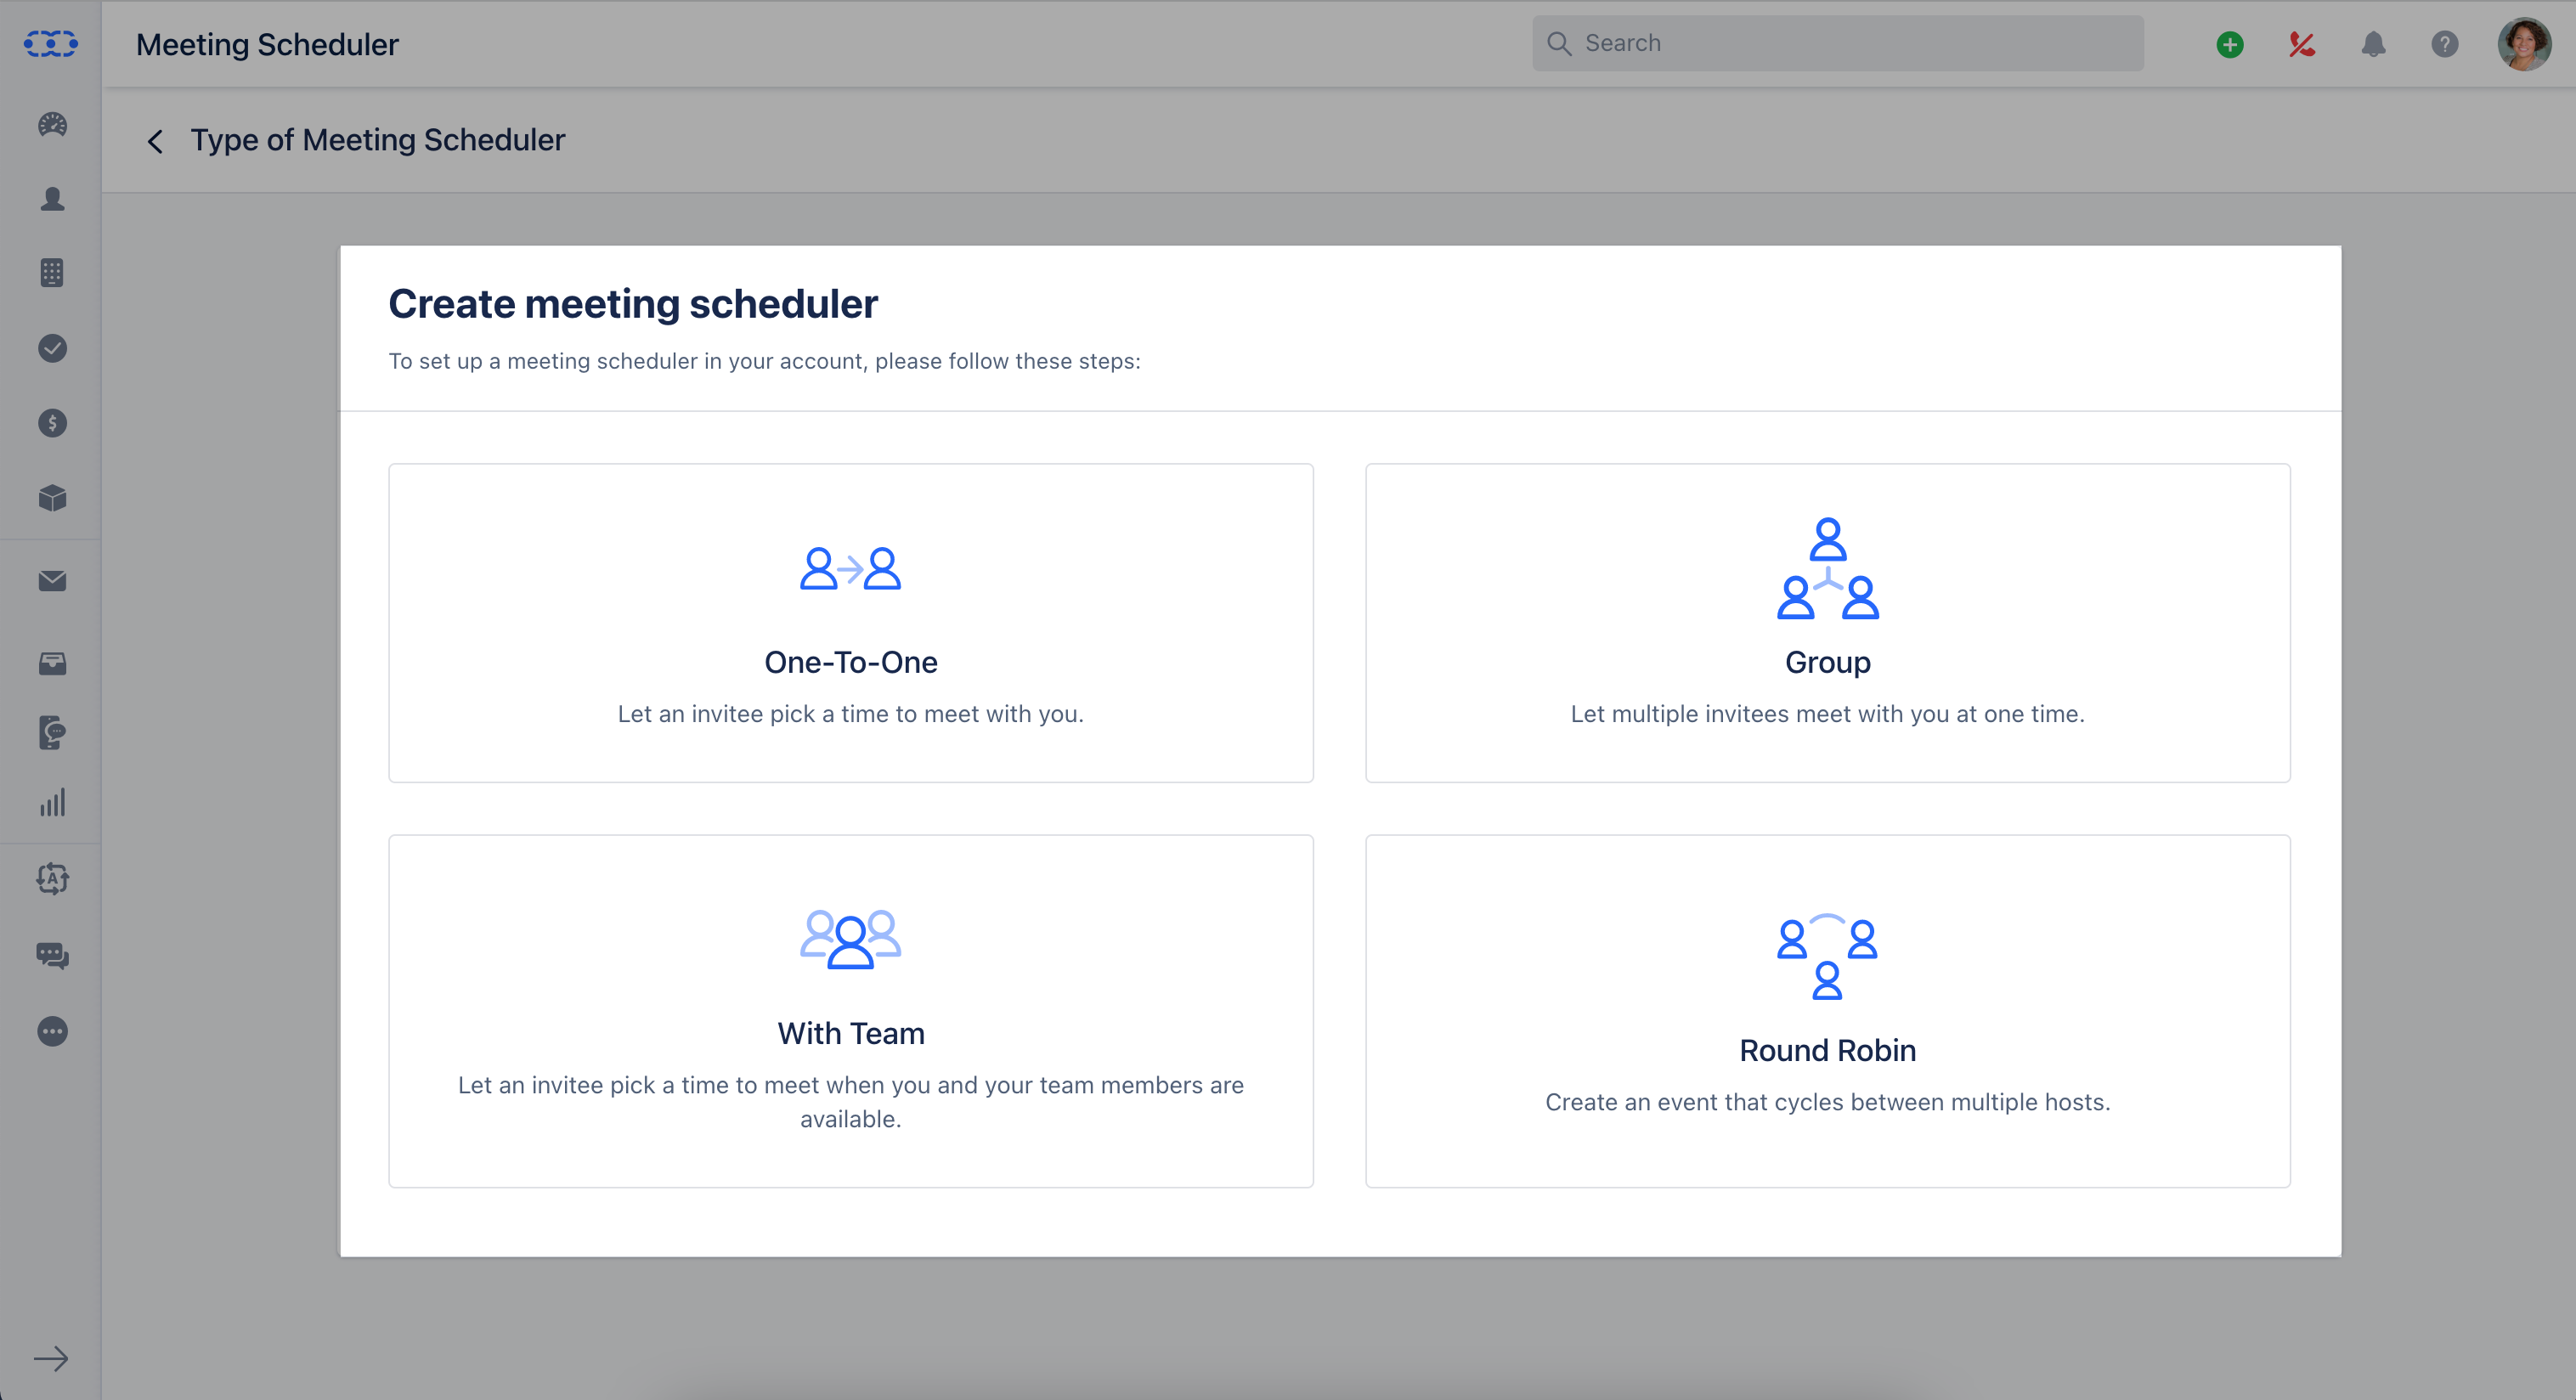 Meeting Scheduler
Search
Type of Meeting Scheduler
Create meeting scheduler
To set up a meeting scheduler in your account, please follow these steps:
One-To-One
Let an invitee pick a time to meet with you.
Group
Let multiple invitees meet with you at one time.
With Team
Let an invitee pick a time to meet when you and your team members are
available.
Round Robin
Create an event that cycles between multiple hosts.